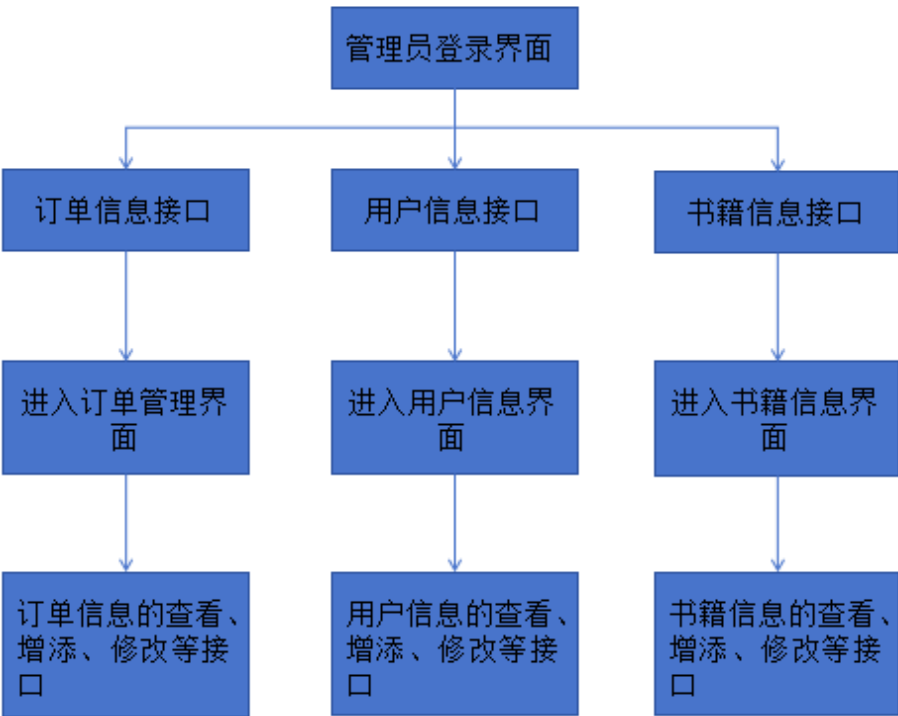 管理员登录界面
订单信息接口
用户信息接口
书籍信息接口
进入订单管理界
面
进入用户信息界
面
进入书籍信息界
面
订单信息的查看、
增添、修改等接
口
用户信息的查看、
增添、修改等接
口
书籍信息的查看、
增添、修改等接
口